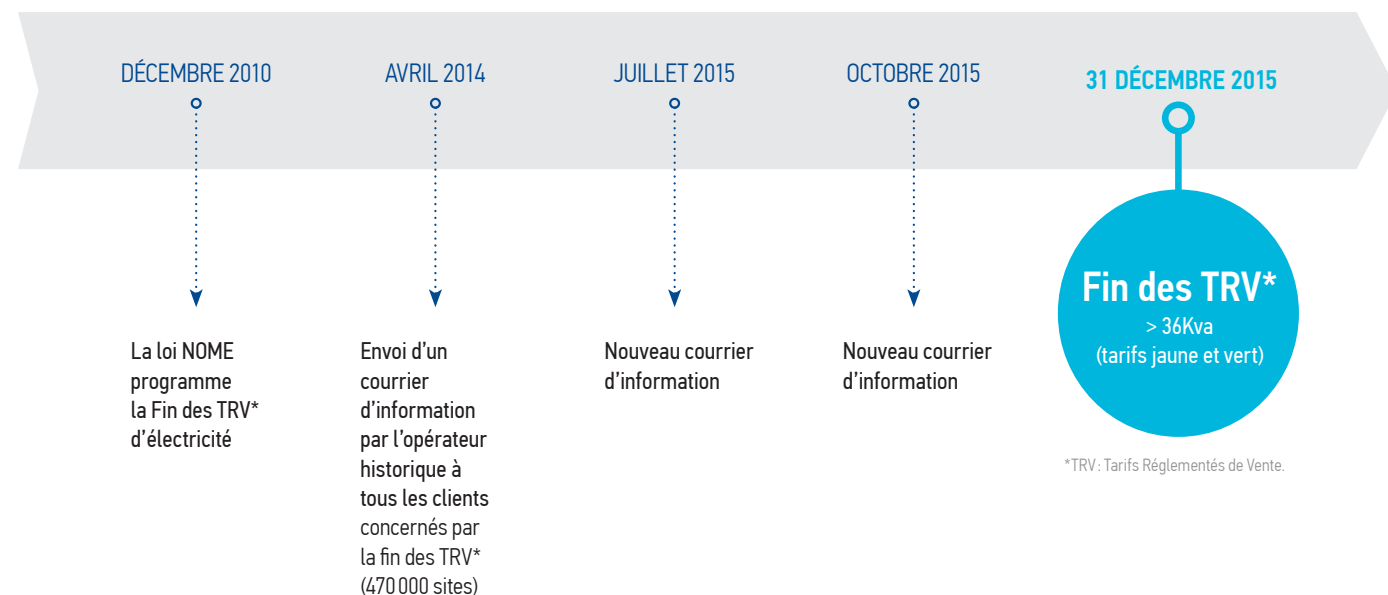 DÉCEMBRE 2010
La loi NOME
programme
la Fin des TRV*
d’électricité
AVRIL 2014
Envoi d’un
courrier
d’information
par l’opérateur
historique à
tous les clients
concernés par
la fin des TRV*
(470 000 sites)
JUILLET 2015
Nouveau courrier
d’information
OCTOBRE 2015
Nouveau courrier
d’information
31 DÉCEMBRE 2015
Fin des TRV*
> 36Kva
(tarifs jaune et vert)
*TRV : Tarifs Réglementés de Vente.